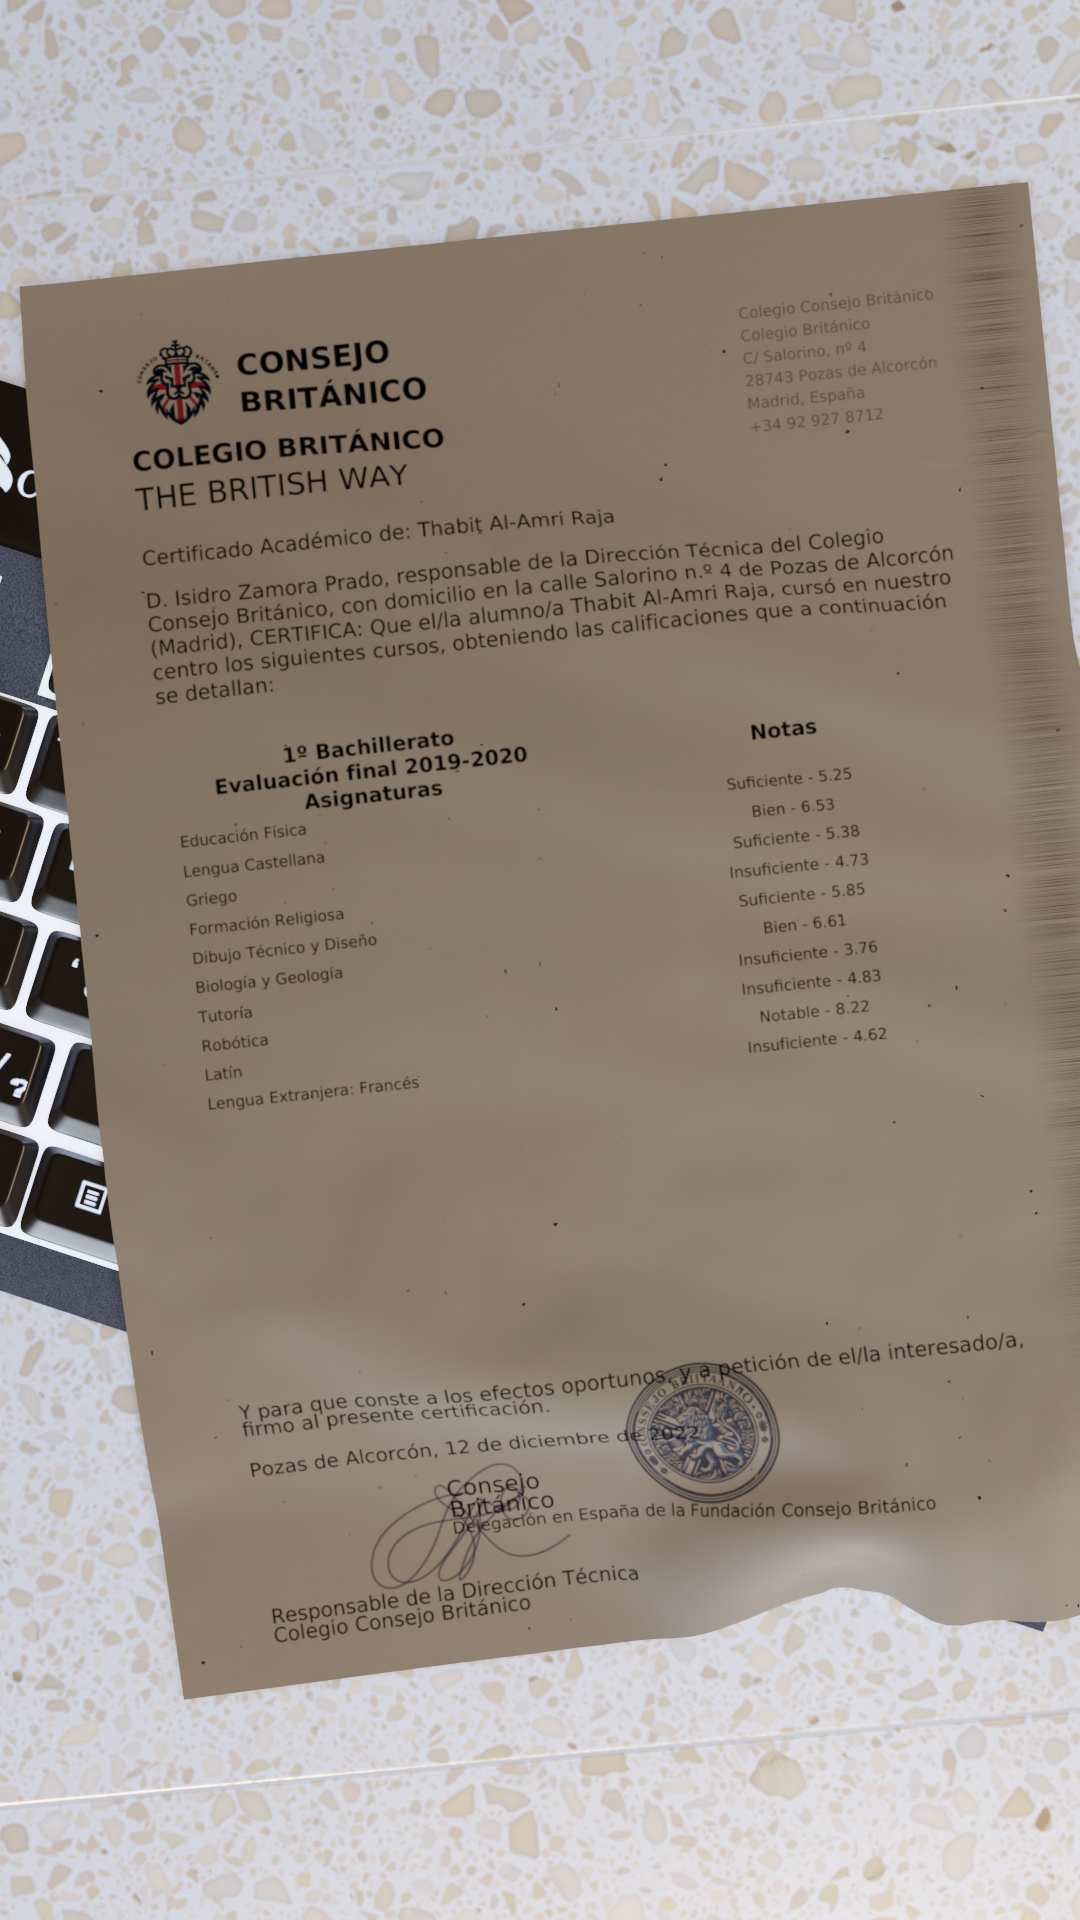 CONSEJO
BRITÁNICO
COLEGIO BRITÁNICO
THE BRITISH WAY
Colegio Consejo Británico
Colegio Británico
C/ Salorino, nº 4
28743 Pozas de Alcorcón
Madrid, España
+34 92 927 8712
Certificado Académico de: Thabit Al-Amri Raja
D. Isidro Zamora Prado, responsable de la Dirección Técnica del Colegio
Consejo Británico, con domicilio en la calle Salorino n.º 4 de Pozas de Alcorcón
(Madrid), CERTIFICA: Que el/la alumno/a Thabit Al-Amri Raja, cursó en nuestro
centro los siguientes cursos, obteniendo las calificaciones que a continuación
se detallan:
1º Bachillerato
Evaluación final 2019-2020
Asignaturas
Notas
Educación Física Suficiente - 5.25
Lengua Castellana Bien - 6.53
Griego Suficiente - 5.38
Formación Religiosa Insuficiente - 4.73
Dibujo Técnico y Diseño Suficiente - 5.85
Biología y Geología Bien - 6.61
Tutoría Insuficiente - 3.76
Robótica Insuficiente - 4.83
Latín Notable - 8.22
Lengua Extranjera: Francés Insuficiente - 4.62
Y para que conste a los efectos oportunos, y a petición de el/la interesado/a,
firmo al presente certificación.
Pozas de Alcorcón, 12 de diciembre de 2022
Consejo
Británico
Delegación en España de la Fundación Consejo Británico
Responsable de la Dirección Técnica
Colegio Consejo Británico